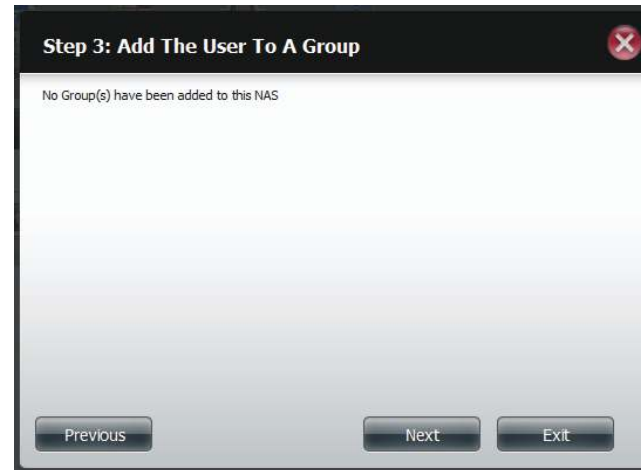 Step 3: Add The User To A Group
No Group(s) have been added to this NAS
Previous
Next
Exit